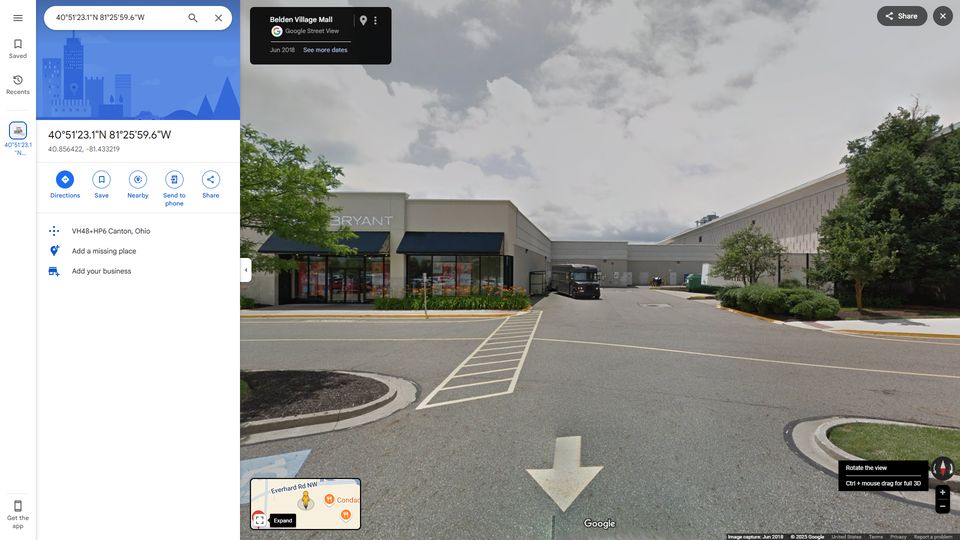 40°51'23.1"N 81°25'59.6"W
Saved
Recents
40°51'23.1
"N...
Get the
app
40°51'23.1"N 81°25'59.6"W
40.856422, -81.433219
Directions
Save
Nearby
Send to
phone
Share
VH48+HP6 Canton, Ohio
Add a missing place
Add your business
Belden Village Mall
Google Street View
Jun 2018 See more dates
Share
BRYANT
Everhard Rd NW
Condad
Expand
Google
Rotate the view
Ctrl + mouse drag for full 3D
Image capture: Jun 2018 © 2025 Google United States Terms Privacy Report a problem